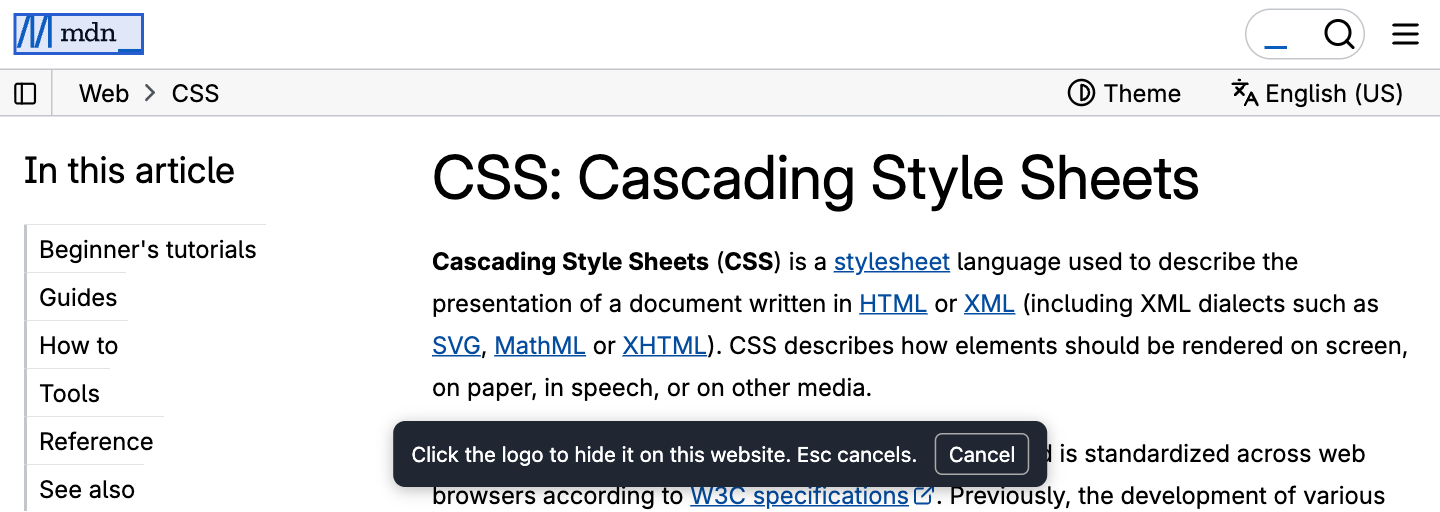 mdn_
Web > CSS
Theme
English (US)
In this article
Beginner's tutorials
Guides
How to
Tools
Reference
See also
CSS: Cascading Style Sheets
Cascading Style Sheets (CSS) is a stylesheet language used to describe the
presentation of a document written in HTML or XML (including XML dialects such as
SVG, MathML or XHTML). CSS describes how elements should be rendered on screen,
on paper, in speech, or on other media.
is standardized across web
browsers according to W3C specifications. Previously, the development of various
Click the logo to hide it on this website. Esc cancels.
Cancel